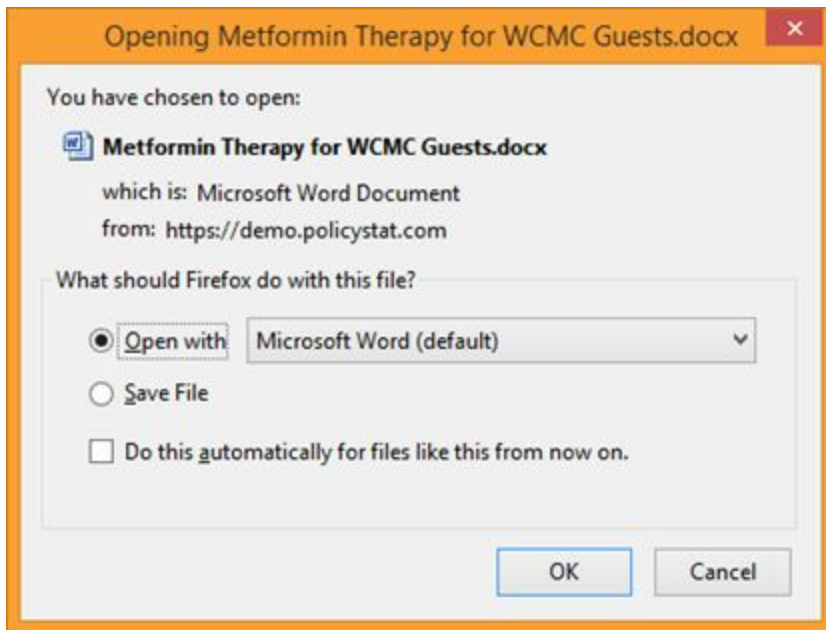 Opening Metformin Therapy for WCMC Guests.docx
You have chosen to open:
Metformin Therapy for WCMC Guests.docx
which is: Microsoft Word Document
from: https://demo.policystat.com
What should Firefox do with this file?
Open with Microsoft Word (default)
Save File
Do this automatically for files like this from now on.
OK Cancel